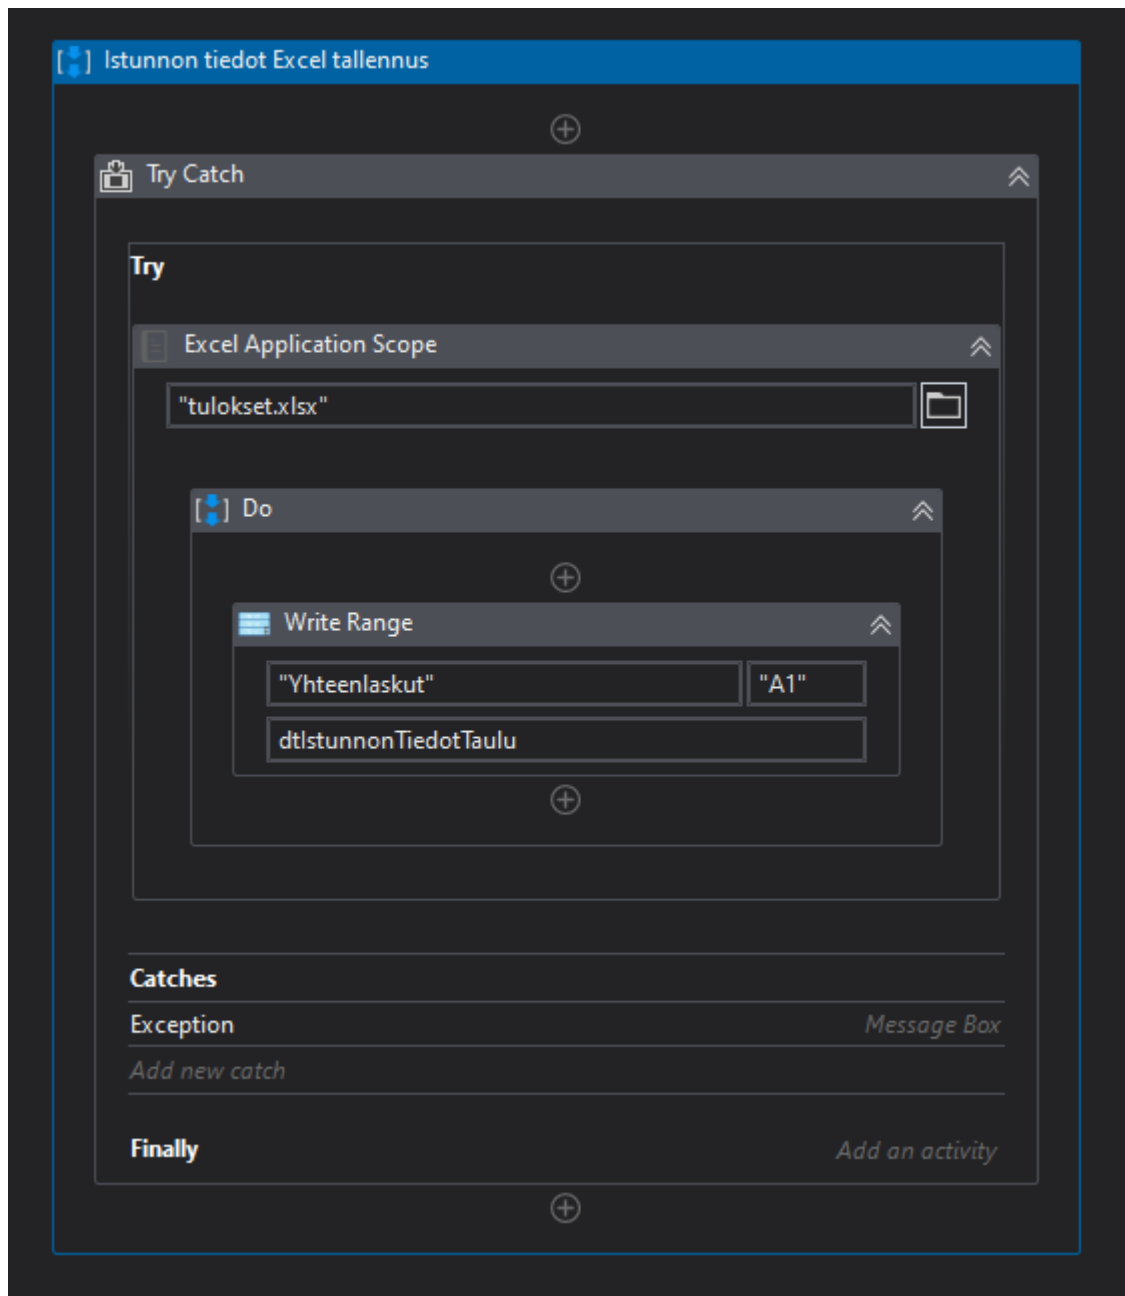 Istunnon tiedot Excel tallennus
Try Catch
Try
Excel Application Scope
"tulokset.xlsx"
Do
Write Range
"Yhteenlaskut" "A1"
dtIstunnonTiedotTaulu
Catches
Exception Message Box
Add new catch
Finally Add an activity